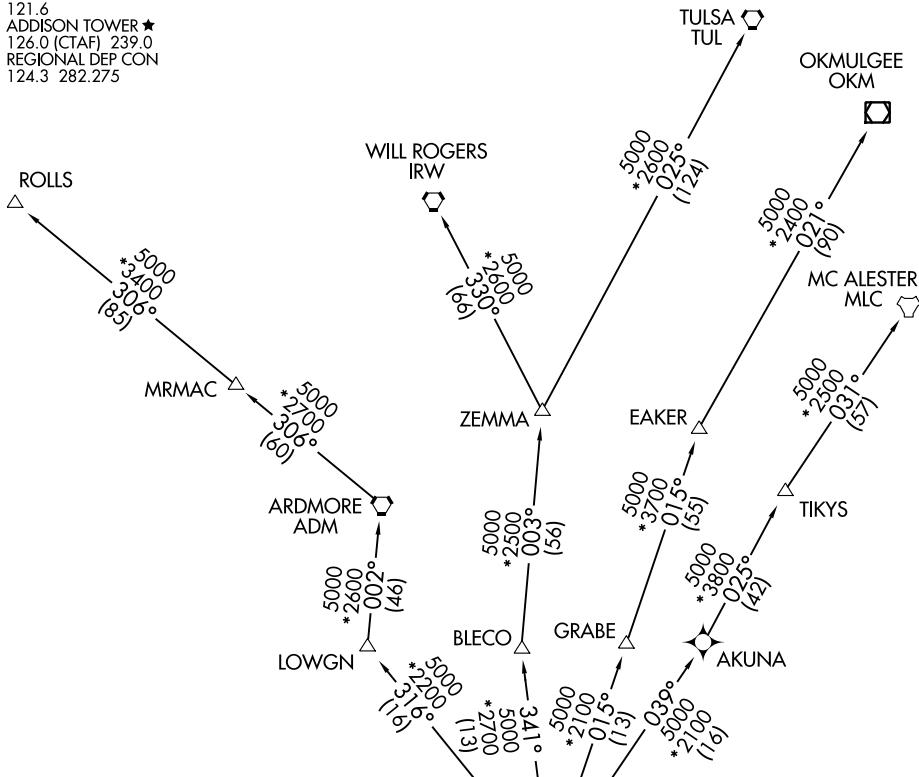 121.6
ADDISON TOWER ★
126.0 (CTAF) 239.0
REGIONAL DEP CON
124.3 282.275
TULSA
TUL
OKMULGEE
OKM
WILL ROGERS
IRW
ROLLS
5000
*2600
025°
(124)
5000
*2400
021°
(90)
5000
*3400
306°
(85)
5000
*2600
330°
(66)
MC ALESTER
MLC
MRMAC
5000
*2700
306°
(60)
ZEMMA
EAKER
5000
*2500
031°
(57)
ARDMORE
ADM
5000
*2500
003°
(56)
5000
*3700
015°
(55)
TIKYS
5000
*2600
002°
(46)
5000
*3800
025°
(42)
LOWGN
BLECO
GRABE
AKUNA
5000
*2200
316°
(16)
341°
5000
*2700
(13)
5000
*2100
015°
(13)
039°
5000
*2100
(16)